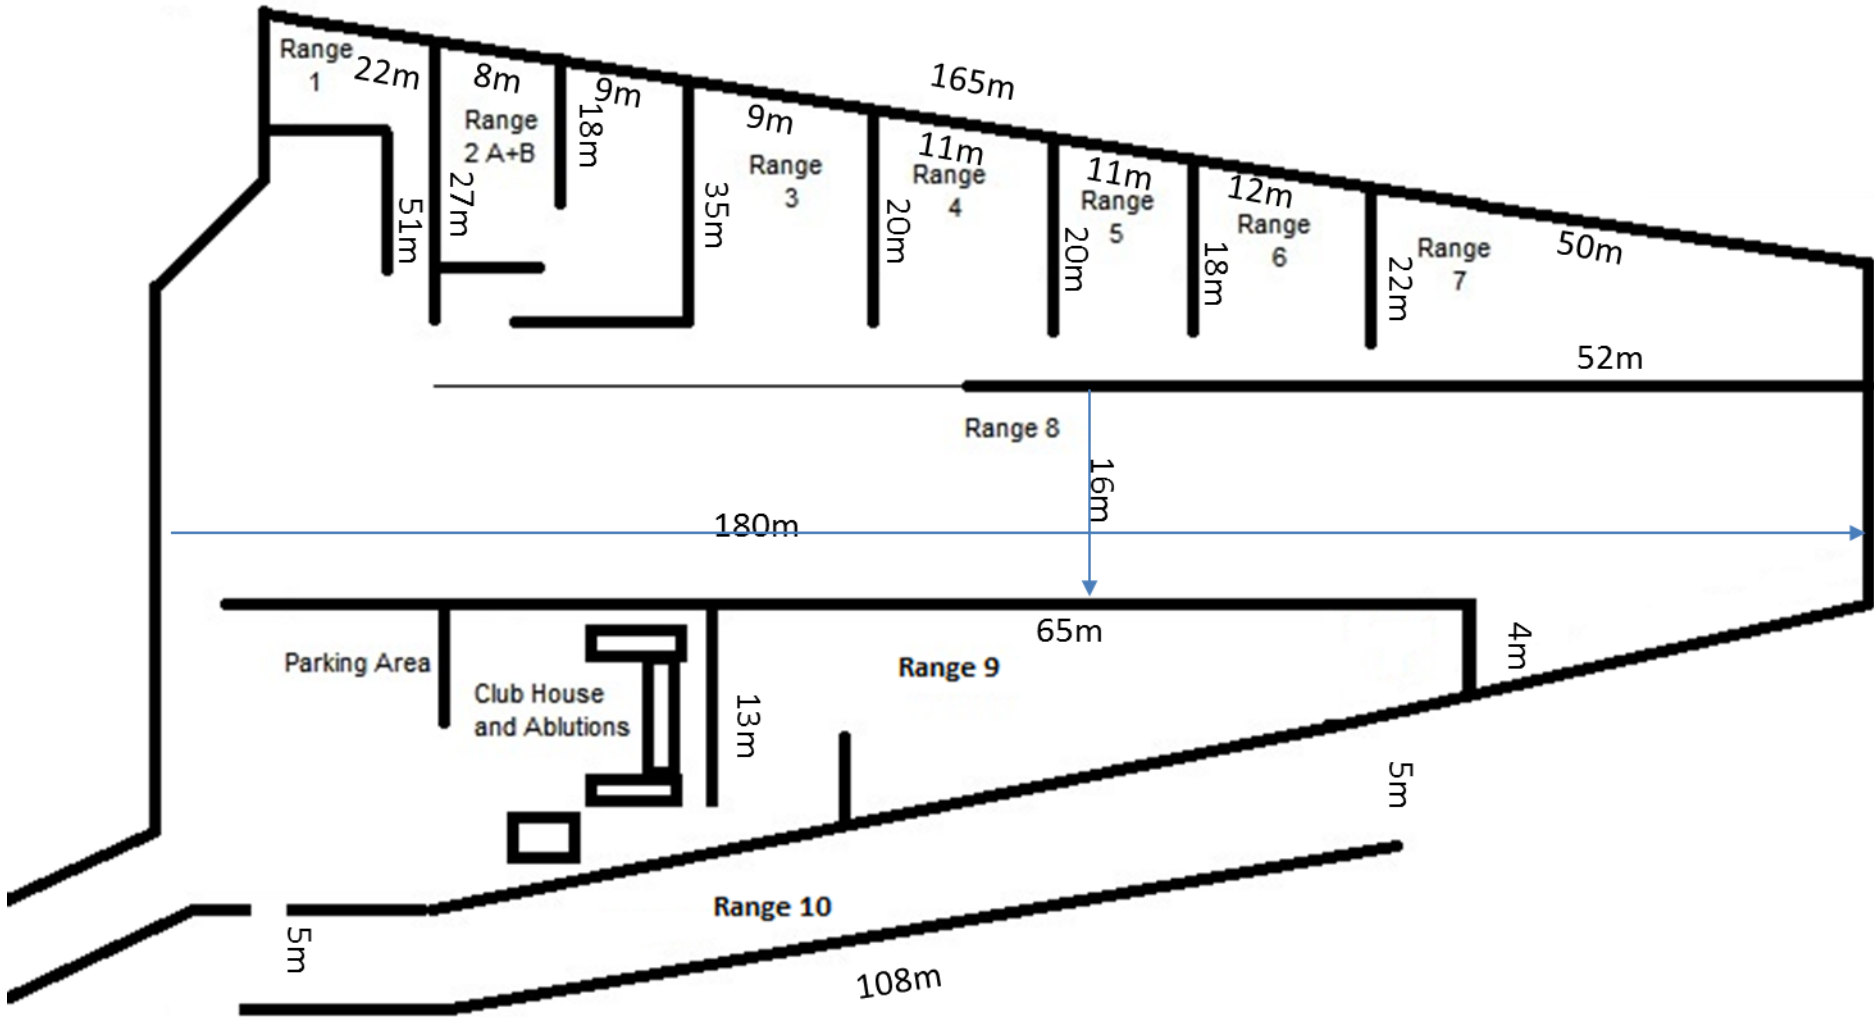 Range
1
22m
8m
9m
165m
9m
11m
11m
12m
50m
Range
2 A+B
18m
Range
3
Range
4
Range
5
Range
6
Range
7
51m
27m
35m
20m
20m
18m
22m
52m
Range 8
16m
180m
65m
4m
Parking Area
Club House
and Ablutions
13m
Range 9
5m
Range 10
5m
108m